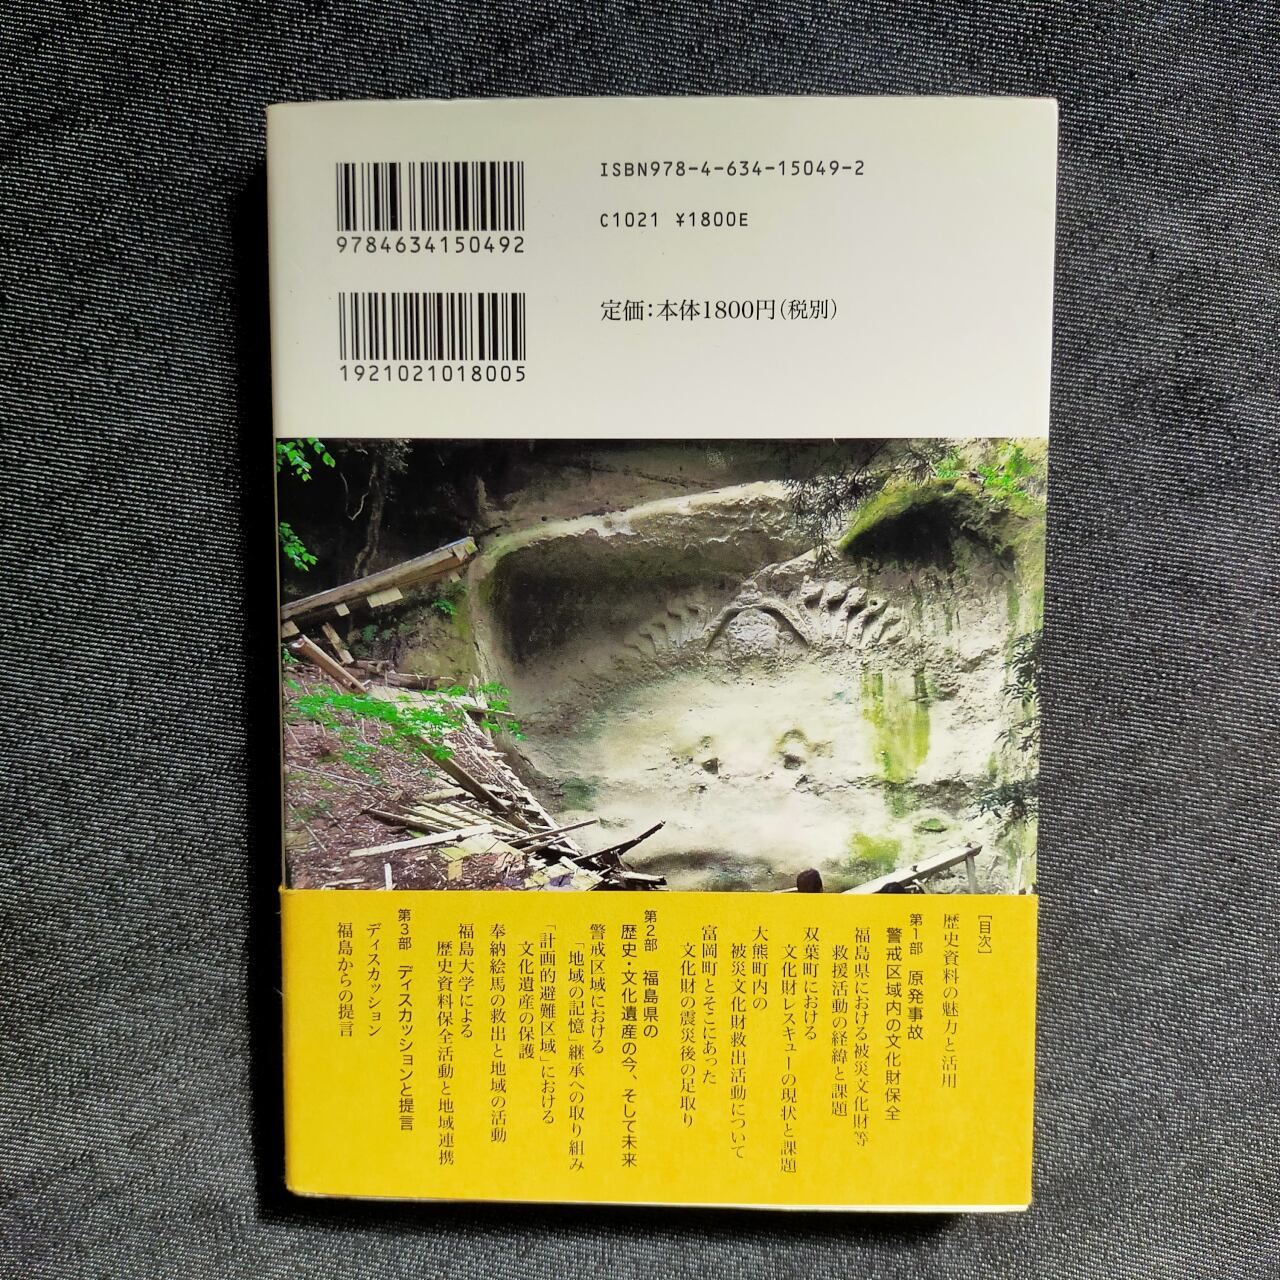 9784634150492
1921021018005
ISBN978-4-634-15049-2
C1021 ¥1800E
定価：本体1800円（税別）
［目次］
歴史資料の魅力と活用
第1部 原発事故
警戒区域内の文化財保全
福島県における被災文化財等
救援活動の経緯と課題
双葉町における
文化財レスキューの現状と課題
大熊町内の
被災文化財救出活動について
富岡町とそこにあった
文化財の震災後の足取り
第2部 福島県の
歴史・文化遺産の今、そして未来
警戒区域における
「地域の記憶」継承への取り組み
「計画的避難区域」における
文化遺産の保護
奉納絵馬の救出と地域の活動
福島大学による
歴史資料保全活動と地域連携
第3部 ディスカッションと提言
ディスカッション
福島からの提言